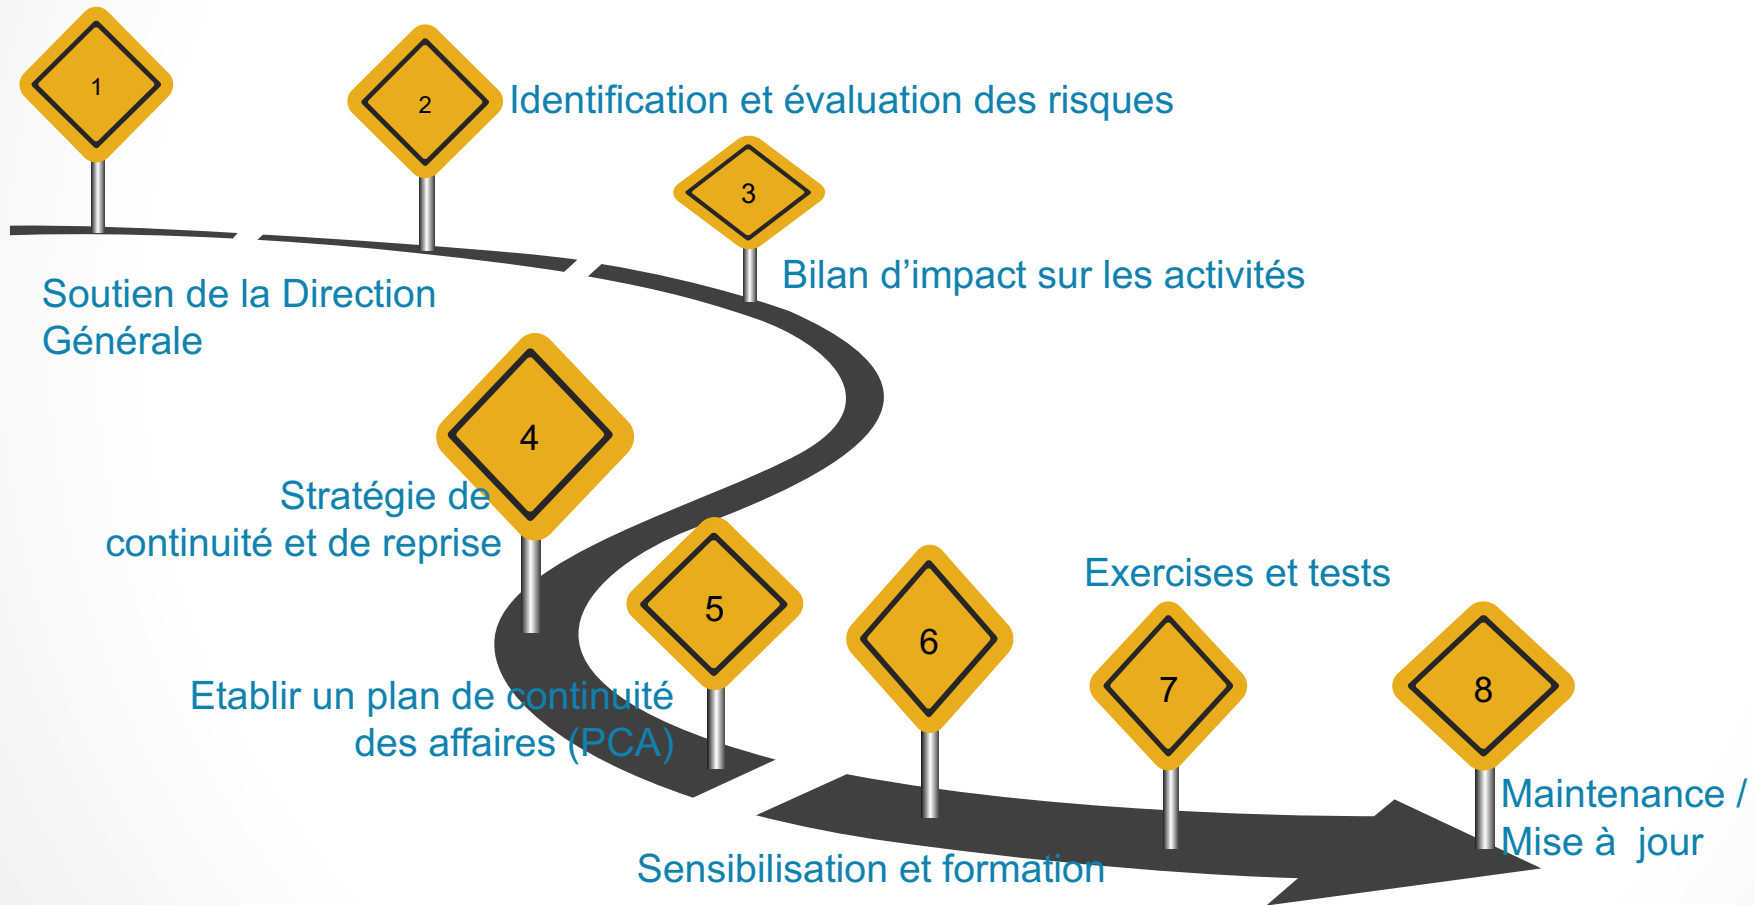 1
Soutien de la Direction
Générale
2
Identification et évaluation des risques
3
Bilan d’impact sur les activités
4
Stratégie de
continuité et de reprise
5
Etablir un plan de continuité
des affaires (PCA)
6
Sensibilisation et formation
7
Exercises et tests
8
Maintenance /
Mise à  jour